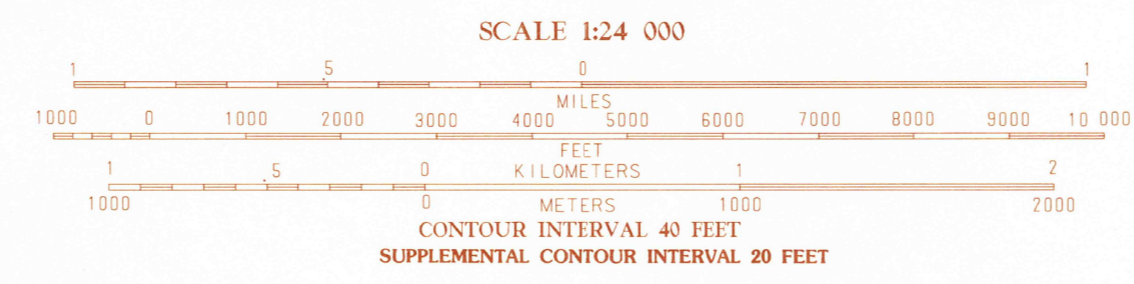 SCALE 1:24 000
1 .5 0 1
MILES
1000 0 1000 2000 3000 4000 5000 6000 7000 8000 9000 10 000
FEET
1 .5 0 KILOMETERS 1 2
1000 0 METERS 1000 2000
CONTOUR INTERVAL 40 FEET
SUPPLEMENTAL CONTOUR INTERVAL 20 FEET